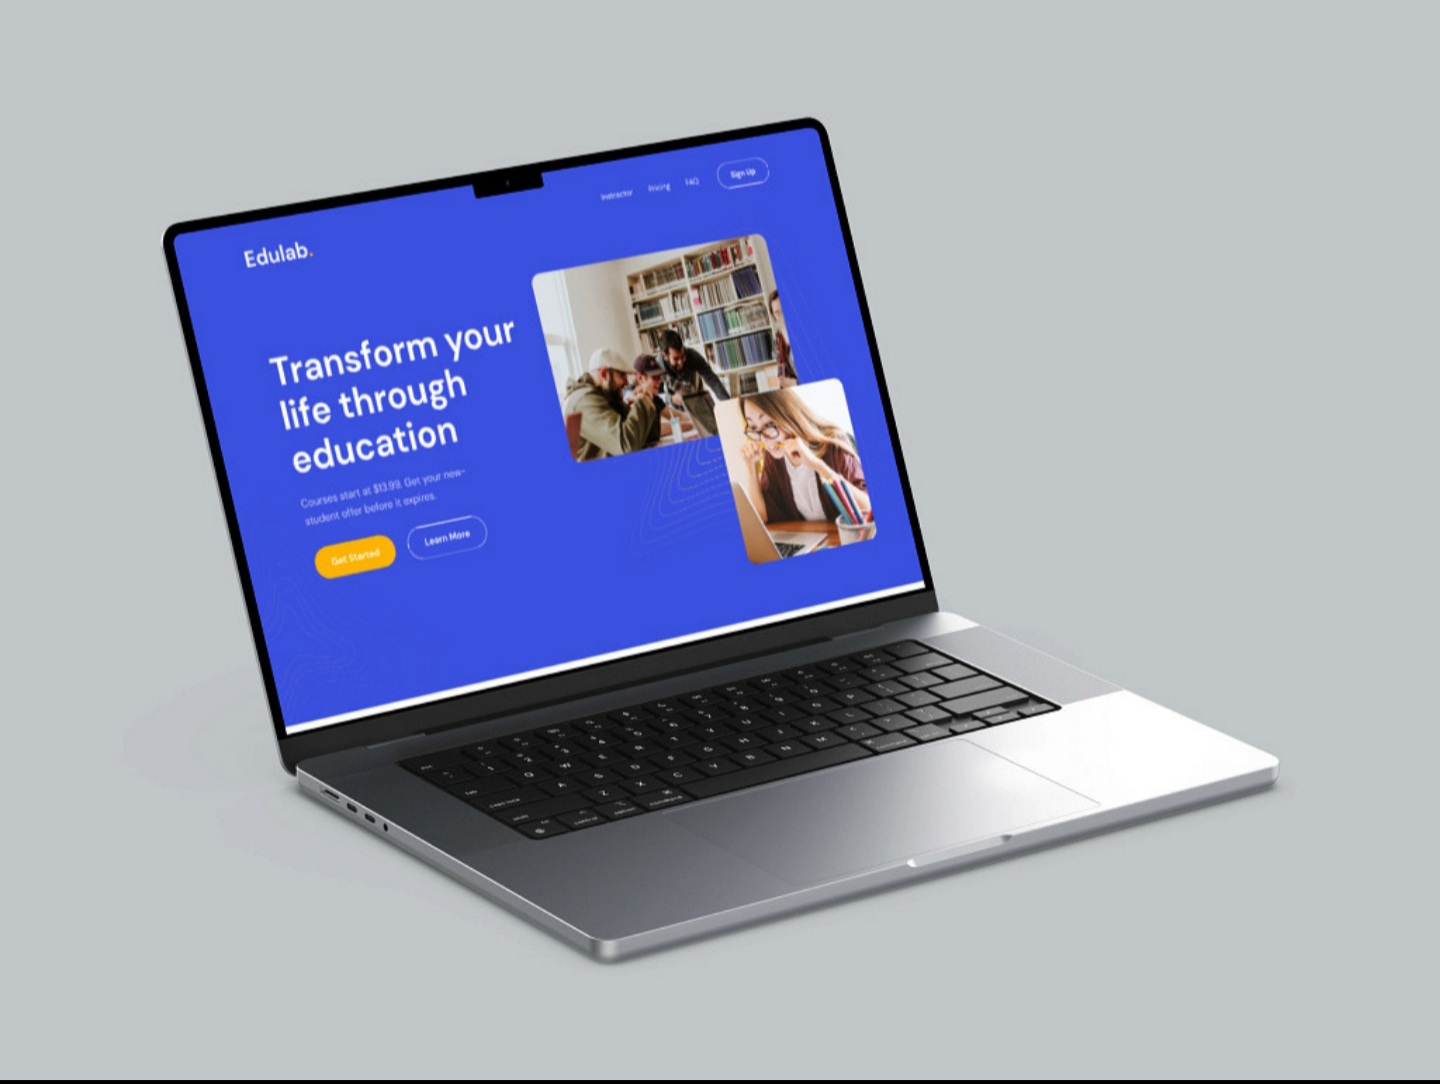 Instructor Pricing FAQ Sign Up
Edulab.
Transform your
life through
education
Courses start at $13.99. Get your new-
student offer before it expires.
Get Started Learn More